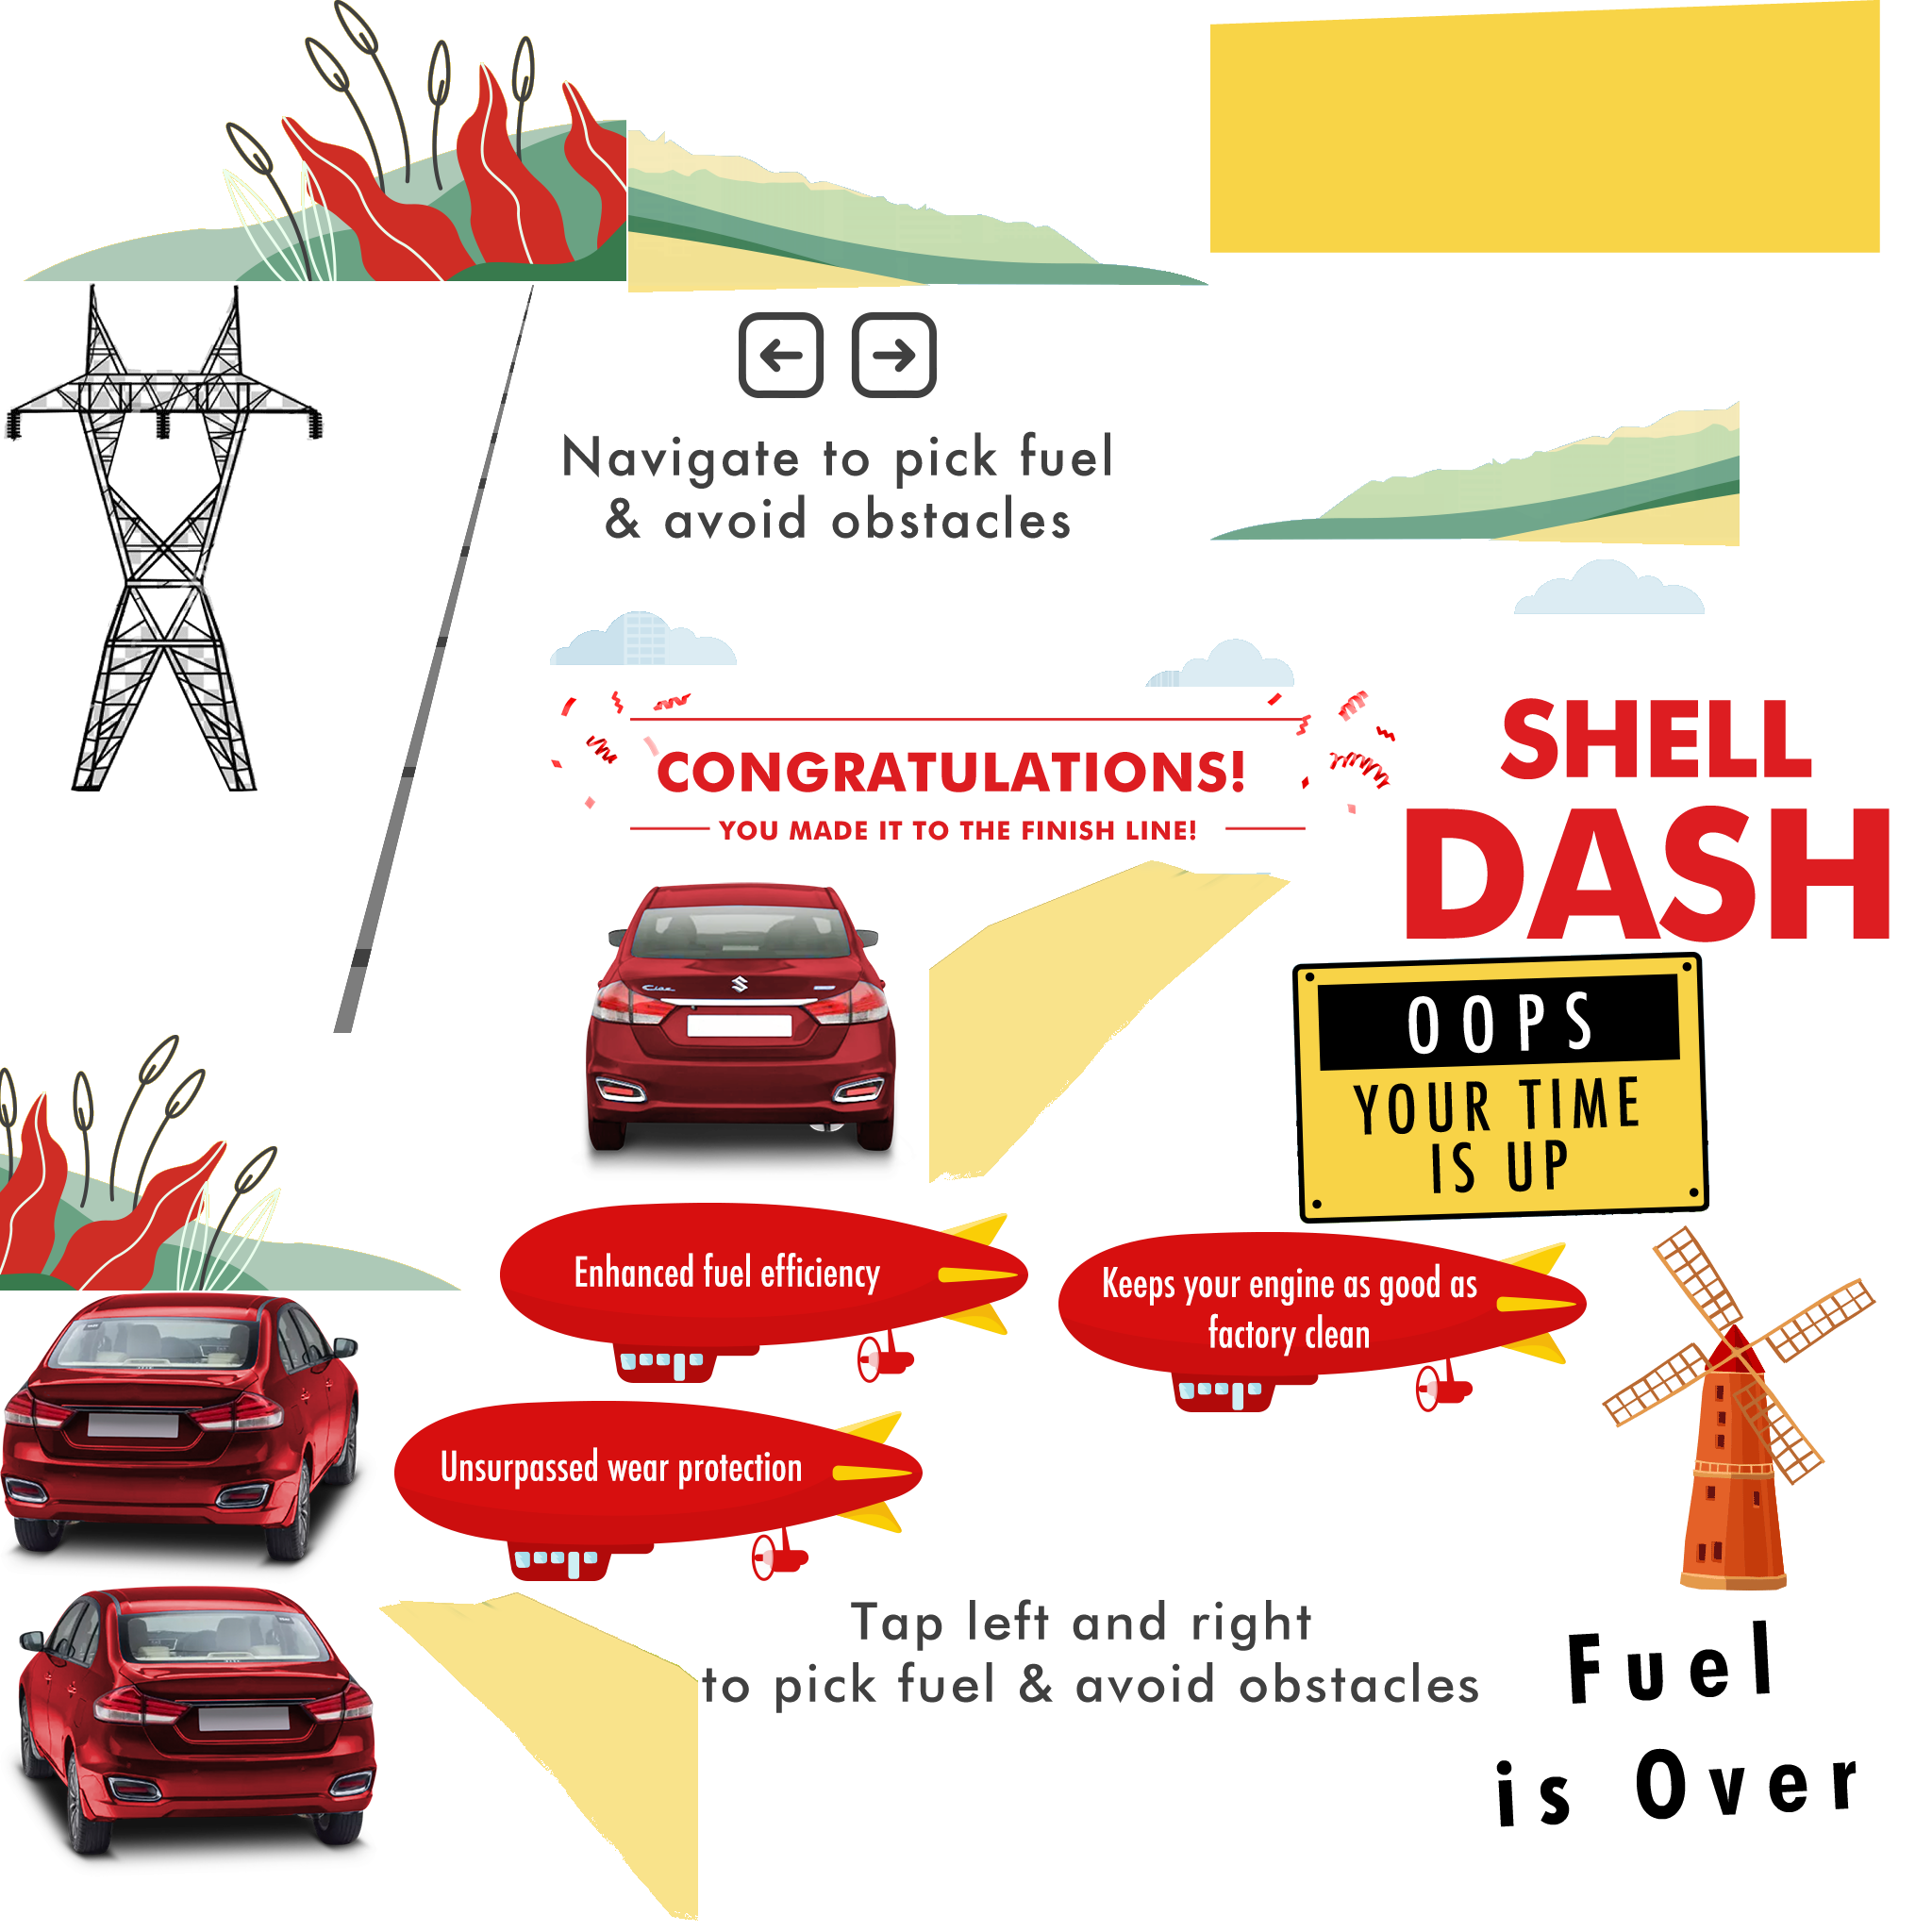 Navigate to pick fuel
& avoid obstacles
CONGRATULATIONS!
YOU MADE IT TO THE FINISH LINE!
SHELL
DASH
Ciaz
OOPS
YOUR TIME
IS UP
Enhanced fuel efficiency
Keeps your engine as good as
factory clean
Unsurpassed wear protection
Tap left and right
to pick fuel & avoid obstacles
Fuel
is Over